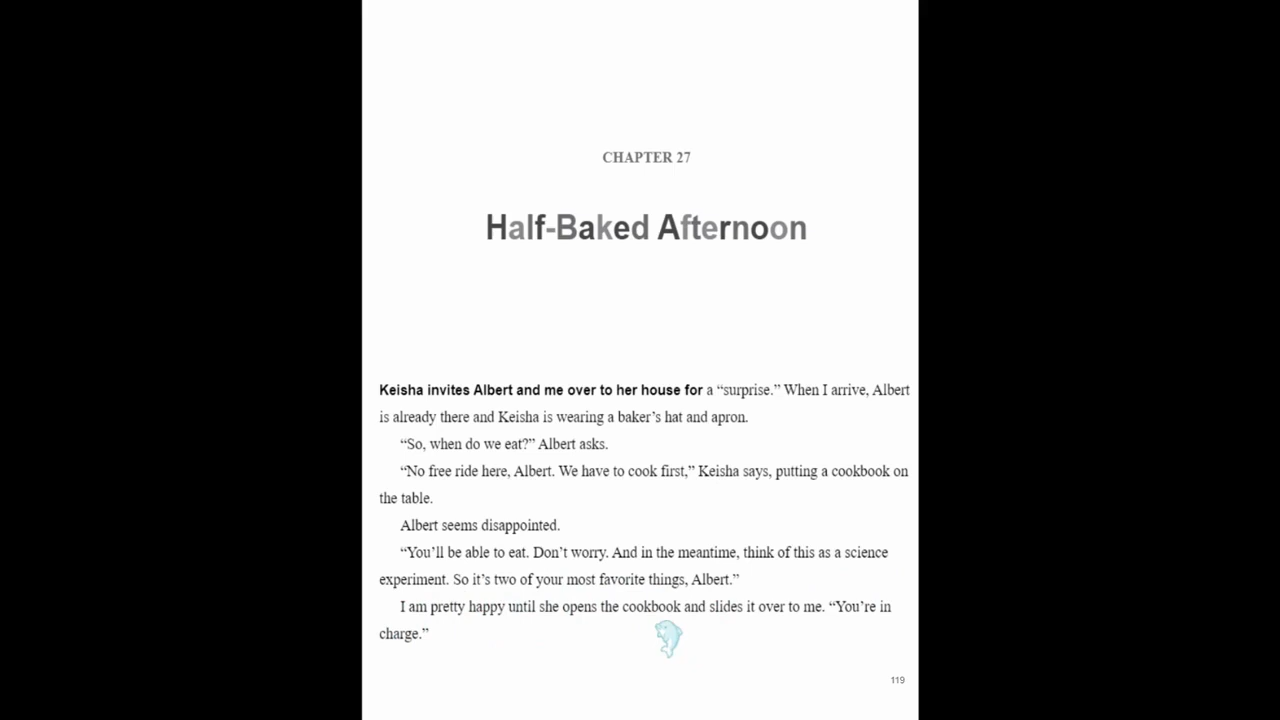 CHAPTER 27
Half-Baked Afternoon
Keisha invites Albert and me over to her house for a “surprise.” When I arrive, Albert
is already there and Keisha is wearing a baker’s hat and apron.
“So, when do we eat?” Albert asks.
“No free ride here, Albert. We have to cook first,” Keisha says, putting a cookbook on
the table.
Albert seems disappointed.
“You’ll be able to eat. Don’t worry. And in the meantime, think of this as a science
experiment. So it’s two of your most favorite things, Albert.”
I am pretty happy until she opens the cookbook and slides it over to me. “You’re in
charge.”
119